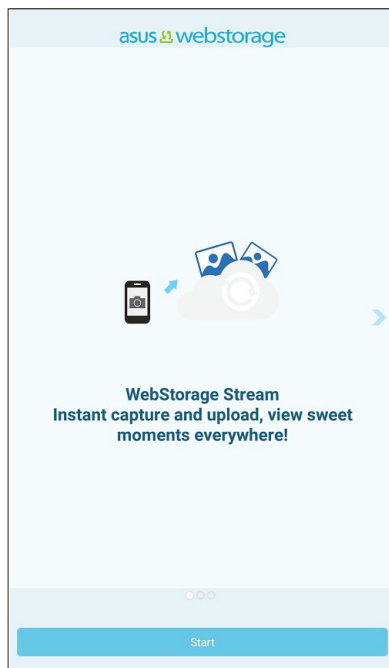 asus webstorage
WebStorage Stream
Instant capture and upload, view sweet
moments everywhere!
Start